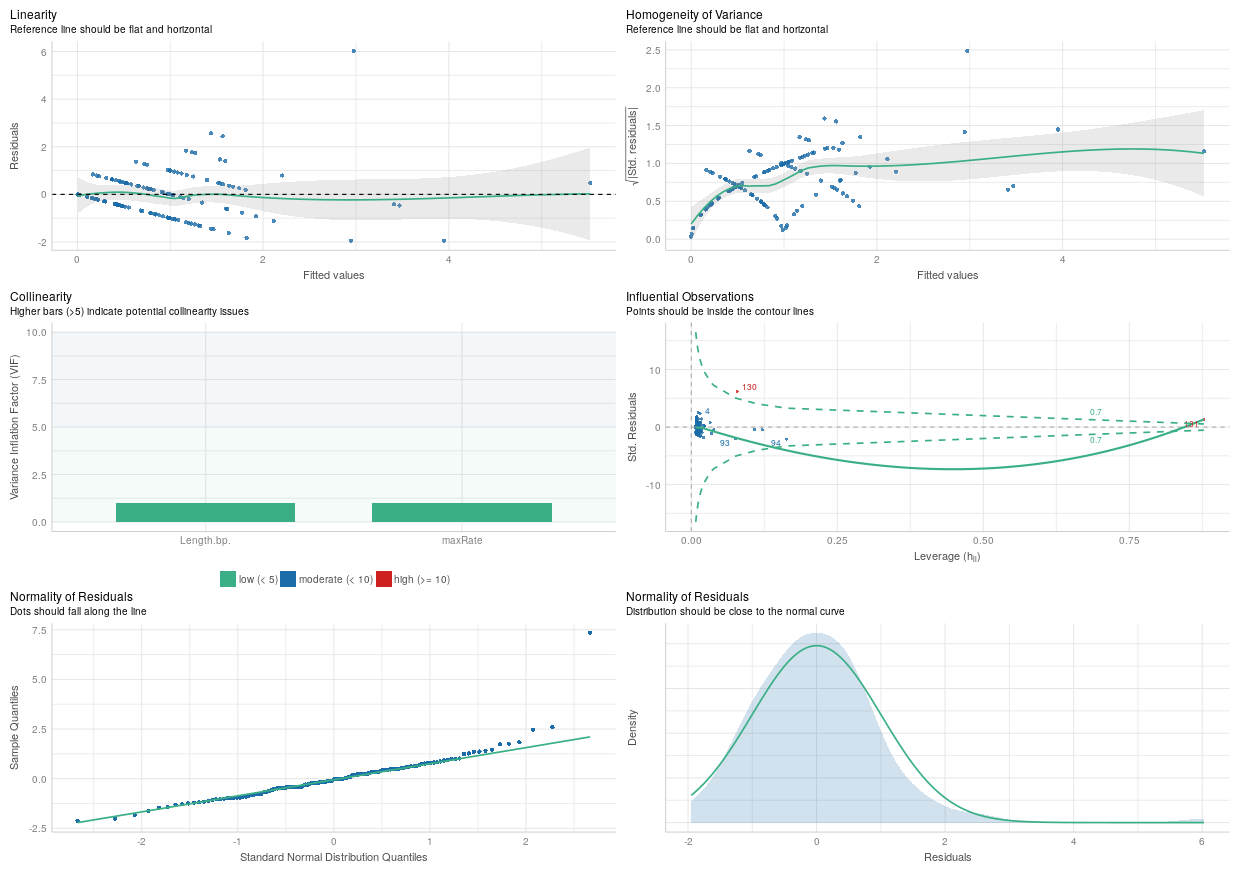 Linearity
Reference line should be flat and horizontal
6
4
2
0
-2
Residuals
0
2
4
Fitted values
Homogeneity of Variance
Reference line should be flat and horizontal
2.5
2.0
1.5
1.0
0.5
0.0
√|Std. residuals|
0
2
4
Fitted values
Collinearity
Higher bars (>5) indicate potential collinearity issues
10.0
7.5
5.0
2.5
0.0
Variance Inflation Factor (VIF)
Length.bp.
maxRate
low (< 5)
moderate (< 10)
high (>= 10)
Influential Observations
Points should be inside the contour lines
10
0
-10
Std. Residuals
130
4
93
94
0.7
0.7
0.00
0.25
0.50
0.75
Leverage (hii)
Normality of Residuals
Dots should fall along the line
7.5
5.0
2.5
0.0
-2.5
Sample Quantiles
-2
-1
0
1
2
Standard Normal Distribution Quantiles
Normality of Residuals
Distribution should be close to the normal curve
Density
-2
0
2
4
6
Residuals